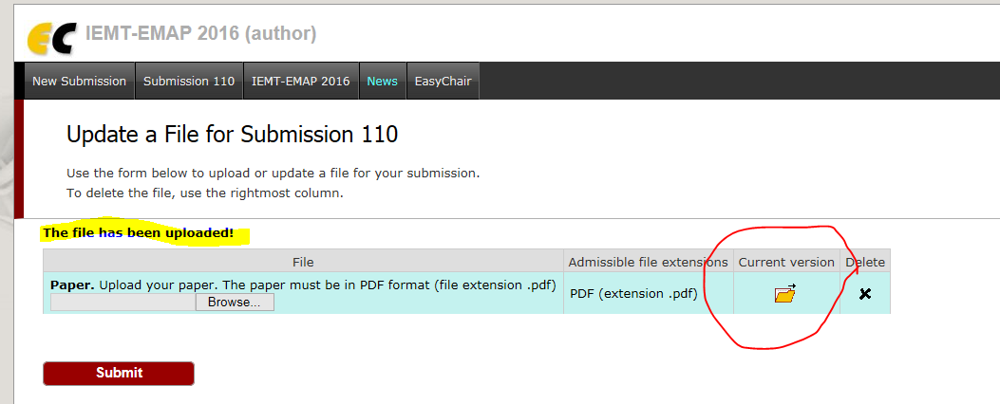 EC IEMT-EMAP 2016 (author)
New Submission Submission 110 IEMT-EMAP 2016 News EasyChair
Update a File for Submission 110
Use the form below to upload or update a file for your submission.
To delete the file, use the rightmost column.
The file has been uploaded!
File Admissible file extensions Current version Delete
Paper. Upload your paper. The paper must be in PDF format (file extension .pdf) PDF (extension .pdf)
Browse...
Submit